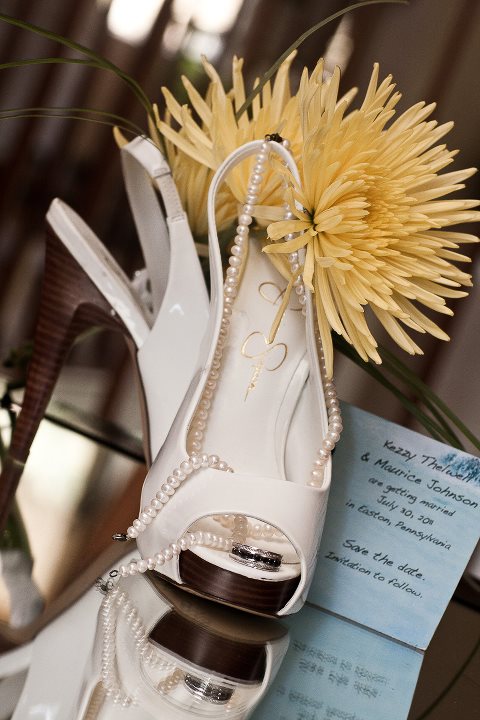 Kezzy Thelwell
& Maurice Johnson
are getting married
July 30, 2011
in Easton, Pennsylvania
Save the date.
Invitation to follow.